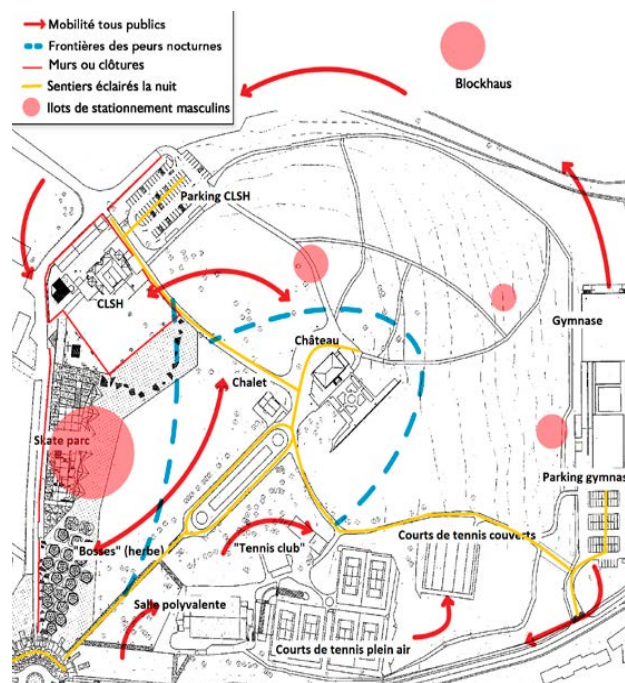 Mobilité tous publics
Frontières des peurs nocturnes
Murs ou clôtures
Sentiers éclairés la nuit
Ilots de stationnement masculins
Blockhaus
Parking CLSH
CLSH
Gymnase
Château
Chalet
Skate parc
Parking gymnas
"Bosses" (herbe)
"Tennis club"
Courts de tennis couverts
Salle polyvalente
Courts de tennis plein air